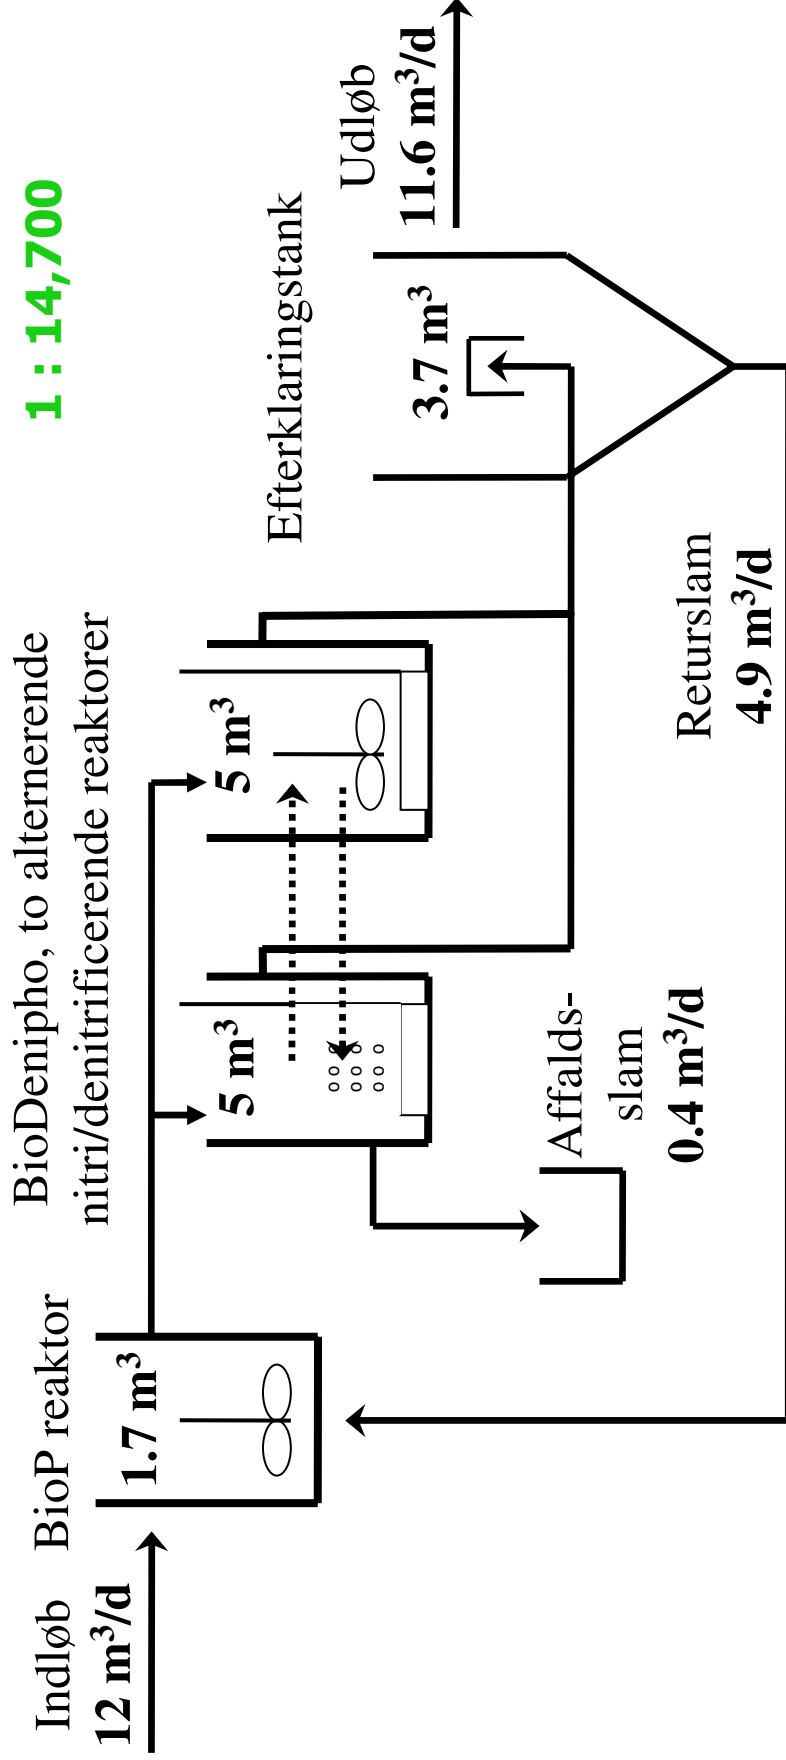 1 : 14,700
BioDenipho, to alternerende
nitri/denitrificerende reaktorer
Indløb
12 m³/d
BioP reaktor
1.7 m³
5 m³
5 m³
Efterklaringstank
3.7 m³
Udløb
11.6 m³/d
Affalds-
slam
0.4 m³/d
Returslam
4.9 m³/d